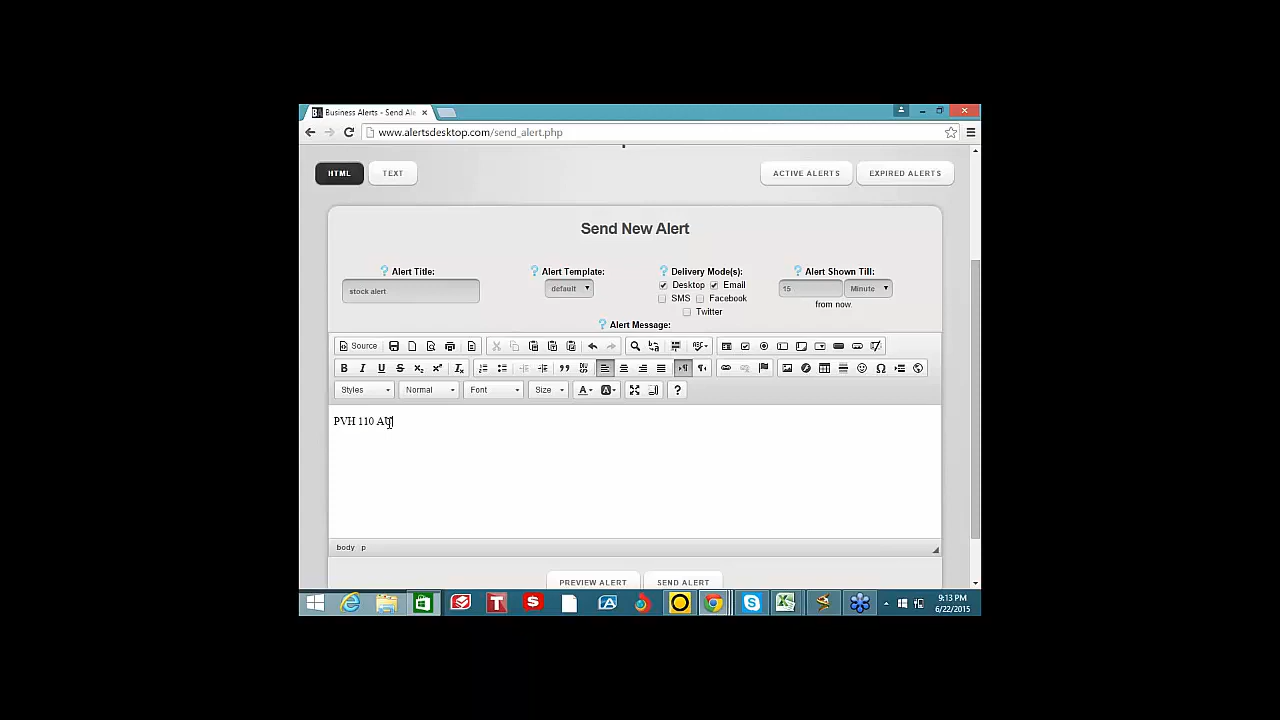 Business Alerts - Send Ale
www.alertsdesktop.com/send_alert.php
HTML TEXT ACTIVE ALERTS EXPIRED ALERTS
Send New Alert
? Alert Title: ? Alert Template: ? Delivery Mode(s): ? Alert Shown Till:
stock alert default Desktop Email 15 Minute
SMS Facebook from now.
Twitter
? Alert Message:
Source
Styles Normal Font Size A A ?
PVH 110 AU
body p
PREVIEW ALERT SEND ALERT
9:13 PM
6/22/2015